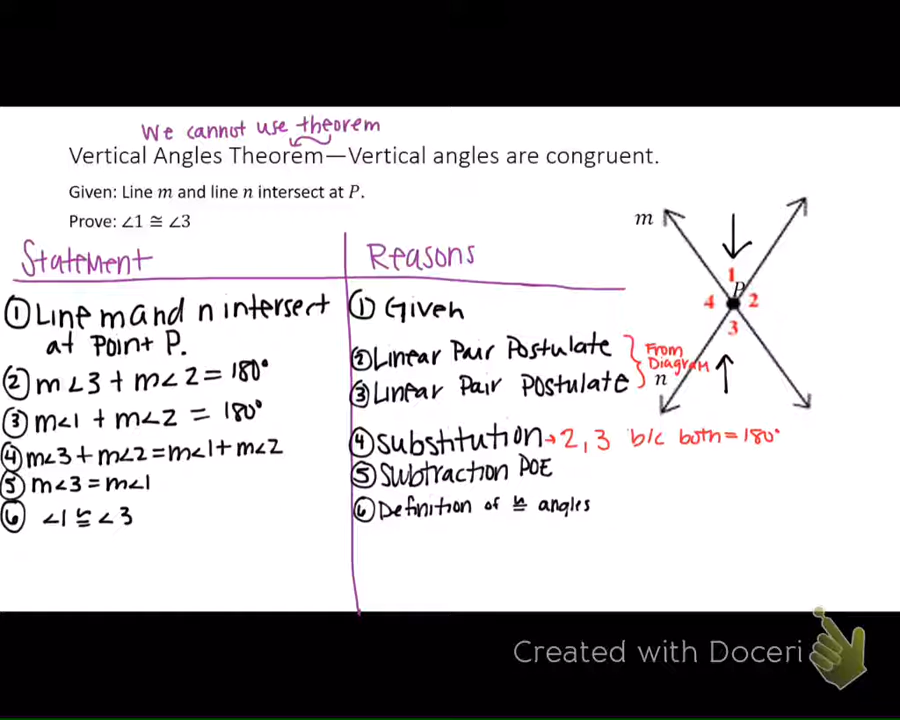 We cannot use theorem
Vertical Angles Theorem—Vertical angles are congruent.
Given: Line m and line n intersect at P.
Prove: ∠1 ≅ ∠3
Statement
Reasons
① Line m and n intersect
at Point P.
① Given
② m∠3 + m∠2 = 180°
② Linear Pair Postulate
③ m∠1 + m∠2 = 180°
③ Linear Pair Postulate
From
Diagram
④ m∠3 + m∠2 = m∠1 + m∠2
④ Substitution → 2, 3 b/c both = 180°
⑤ m∠3 = m∠1
⑤ Subtraction POE
⑥ ∠1 ≅ ∠3
⑥ Definition of ≅ angles
m
1
P
4
2
3
n
Created with Doceri